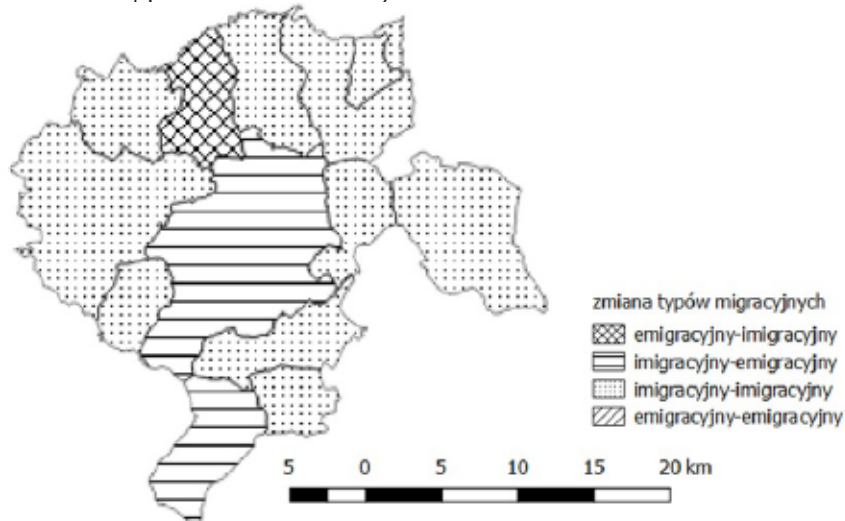 zmiana typów migracyjnych
emigracyjny-imigracyjny
imigracyjny-emigracyjny
imigracyjny-imigracyjny
emigracyjny-emigracyjny
5 0 5 10 15 20 km